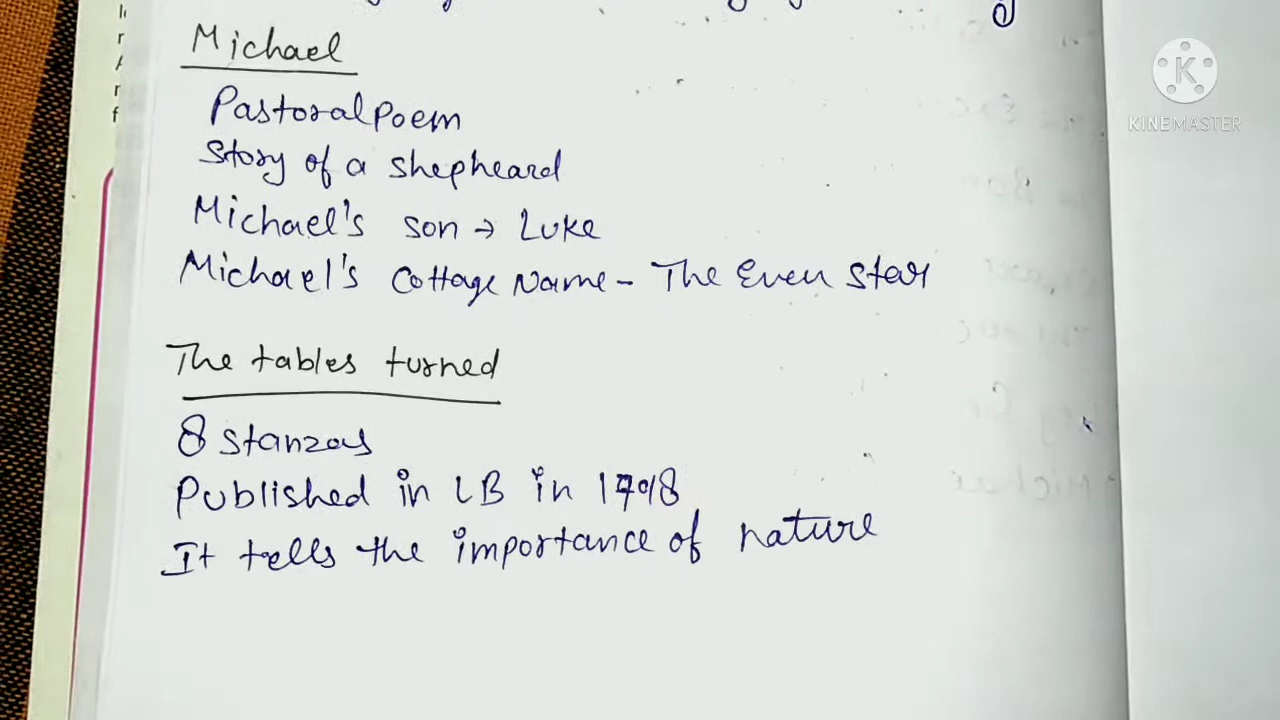 Michael
Pastoral Poem
Story of a shepheard
Michael's son → Luke
Michael's Cottage Name - The Even Star
The tables turned
8 stanzas
Published in LB in 1798
It tells the importance of nature
KINEMASTER